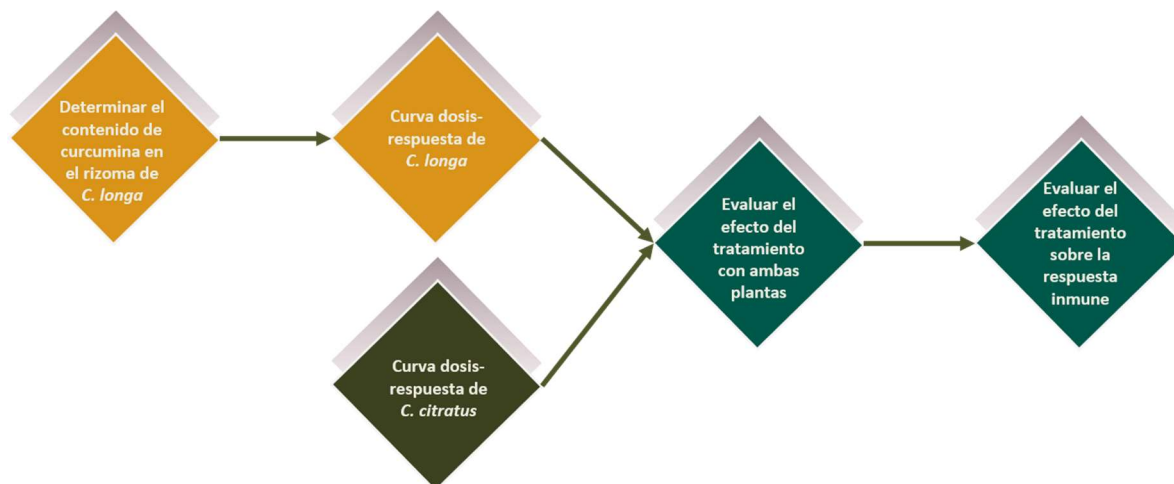 Determinar el
contenido de
curcumina en
el rizoma de
C. longa
Curva dosis-
respuesta de
C. longa
Curva dosis-
respuesta de
C. citratus
Evaluar el
efecto del
tratamiento
con ambas
plantas
Evaluar el
efecto del
tratamiento
sobre la
respuesta
inmune